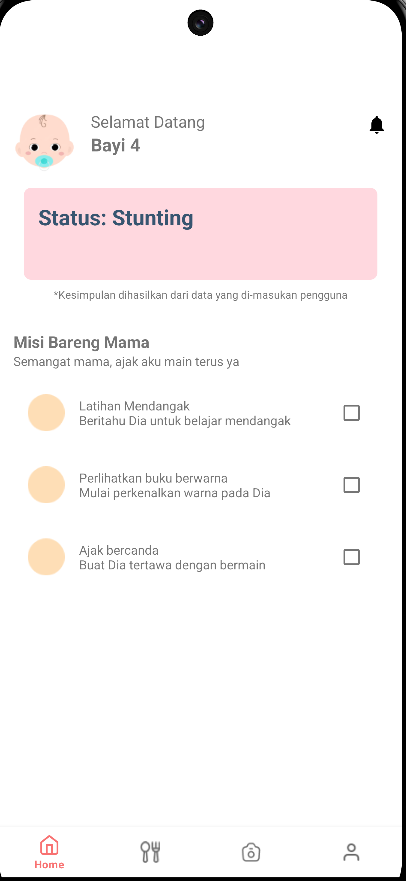 Selamat Datang
Bayi 4
Status: Stunting
*Kesimpulan dihasilkan dari data yang di-masukan pengguna
Misi Bareng Mama
Semangat mama, ajak aku main terus ya
Latihan Mendangak
Beritahu Dia untuk belajar mendangak
Perlihatkan buku berwarna
Mulai perkenalkan warna pada Dia
Ajak bercanda
Buat Dia tertawa dengan bermain
Home